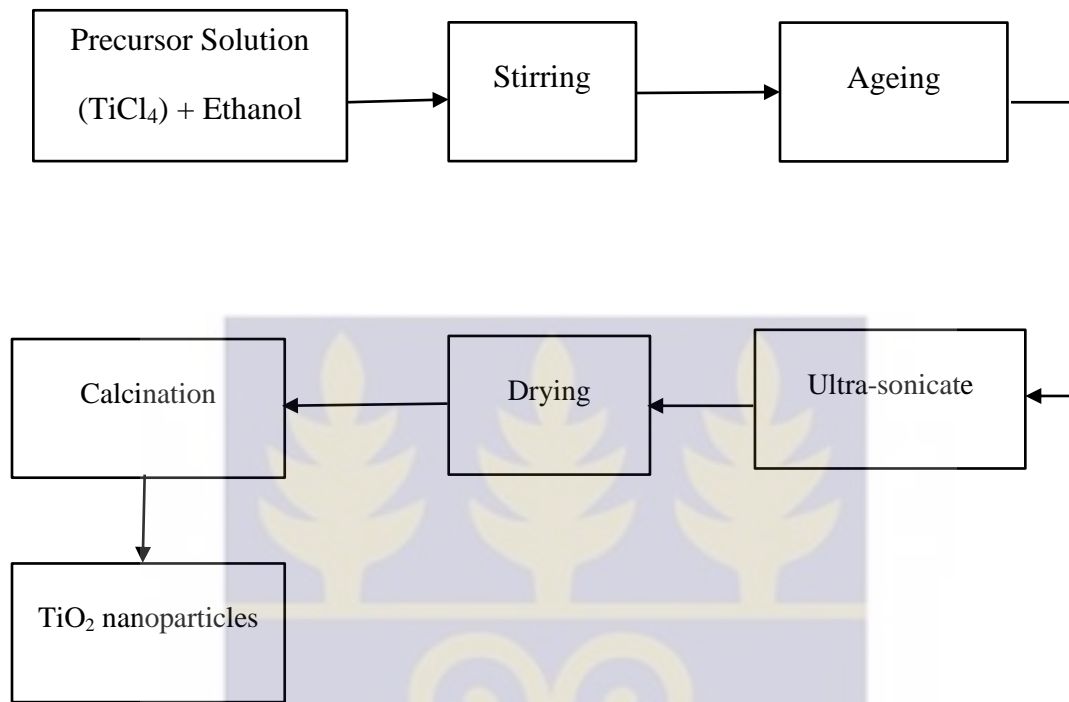 Precursor Solution
(TiCl₄) + Ethanol
Stirring
Ageing
Ultra-sonicate
Drying
Calcination
TiO₂ nanoparticles